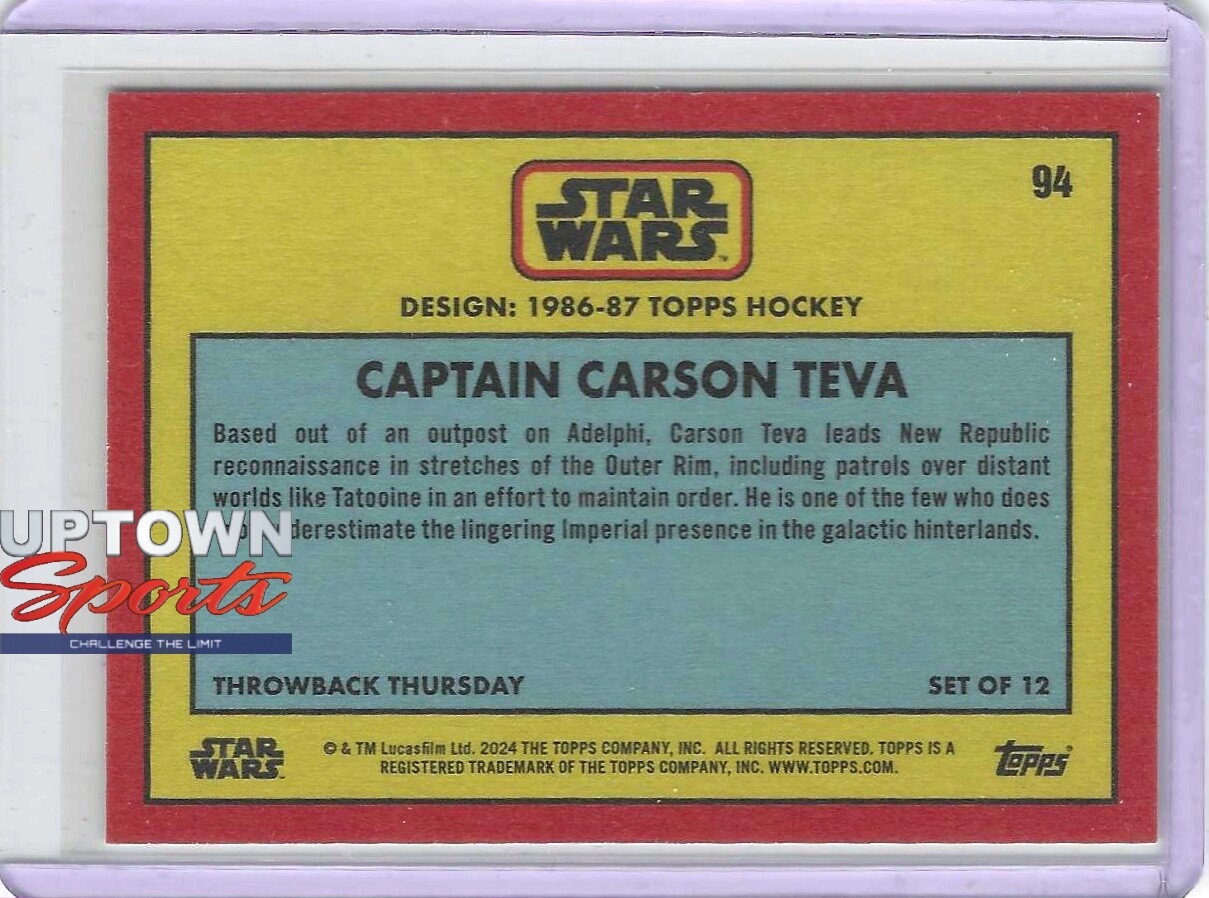 94
STAR
WARS™
DESIGN: 1986-87 TOPPS HOCKEY
CAPTAIN CARSON TEVA
Based out of an outpost on Adelphi, Carson Teva leads New Republic
reconnaissance in stretches of the Outer Rim, including patrols over distant
worlds like Tatooine in an effort to maintain order. He is one of the few who does
derestimate the lingering Imperial presence in the galactic hinterlands.
UPTOWN
Sports
CHALLENGE THE LIMIT
THROWBACK THURSDAY SET OF 12
STAR
WARS
© & TM Lucasfilm Ltd. 2024 THE TOPPS COMPANY, INC. ALL RIGHTS RESERVED. TOPPS IS A
REGISTERED TRADEMARK OF THE TOPPS COMPANY, INC. WWW.TOPPS.COM.
topps®